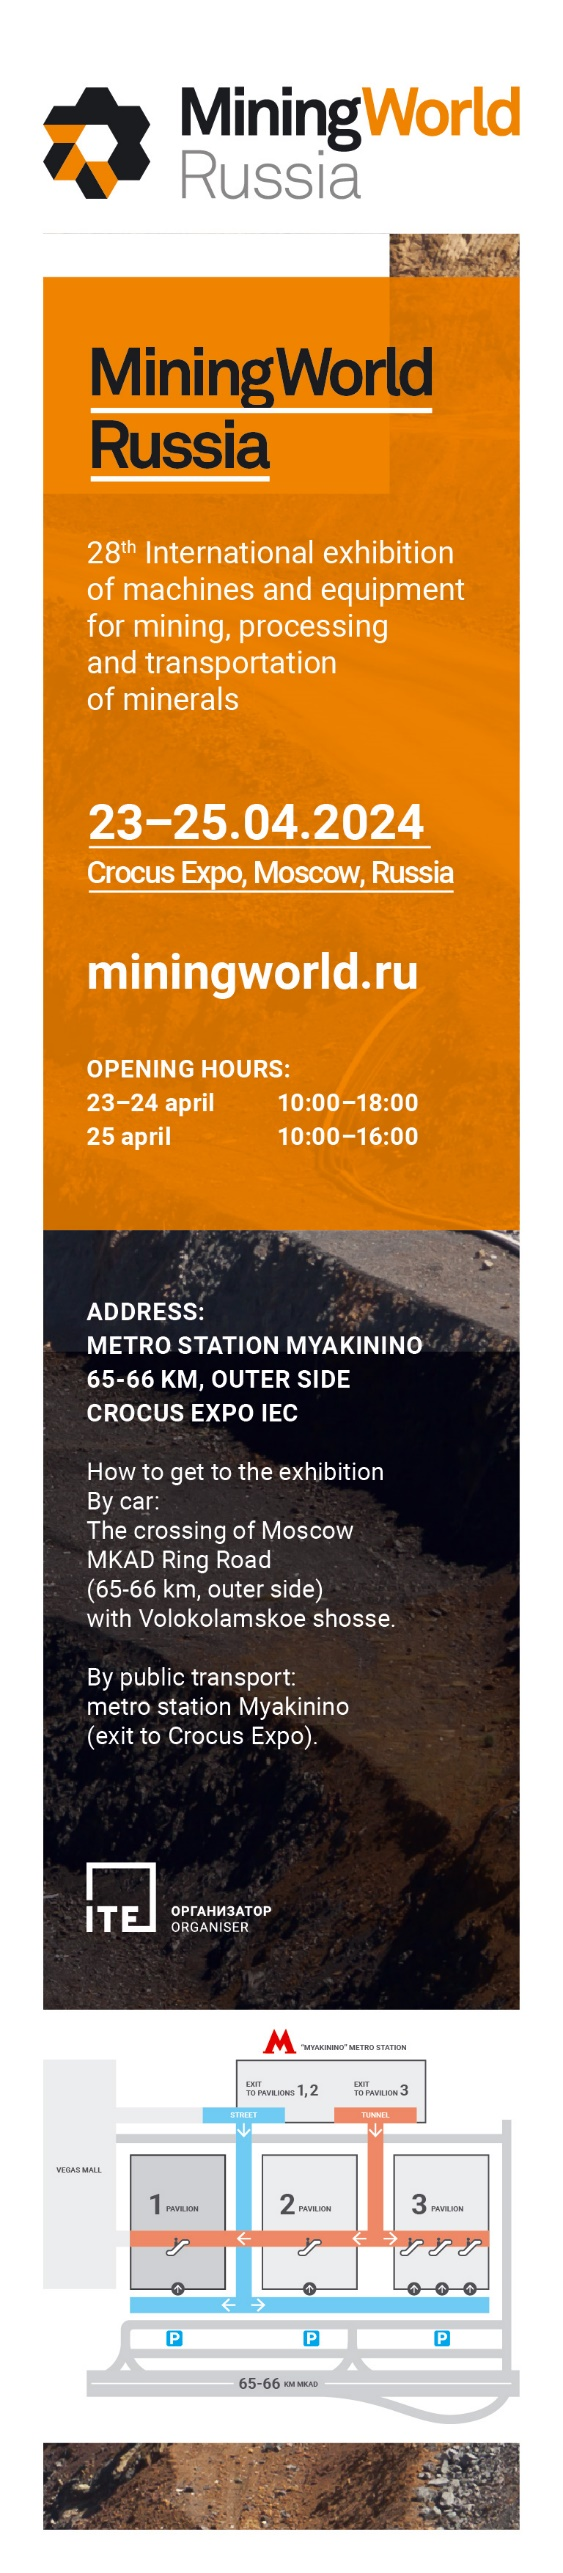 MiningWorld
Russia
MiningWorld
Russia
28th International exhibition
of machines and equipment
for mining, processing
and transportation
of minerals
23–25.04.2024
Crocus Expo, Moscow, Russia
miningworld.ru
OPENING HOURS:
23–24 april 10:00–18:00
25 april 10:00–16:00
ADDRESS:
METRO STATION MYAKININO
65-66 KM, OUTER SIDE
CROCUS EXPO IEC
How to get to the exhibition
By car:
The crossing of Moscow
MKAD Ring Road
(65-66 km, outer side)
with Volokolamskoe shosse.
By public transport:
metro station Myakinino
(exit to Crocus Expo).
ITE
ОРГАНИЗАТОР
ORGANISER
M "MYAKININO" METRO STATION
EXIT
TO PAVILIONS 1, 2
EXIT
TO PAVILION 3
STREET
TUNNEL
VEGAS MALL
1 PAVILION
2 PAVILION
3 PAVILION
P
P
P
65-66 KM MKAD